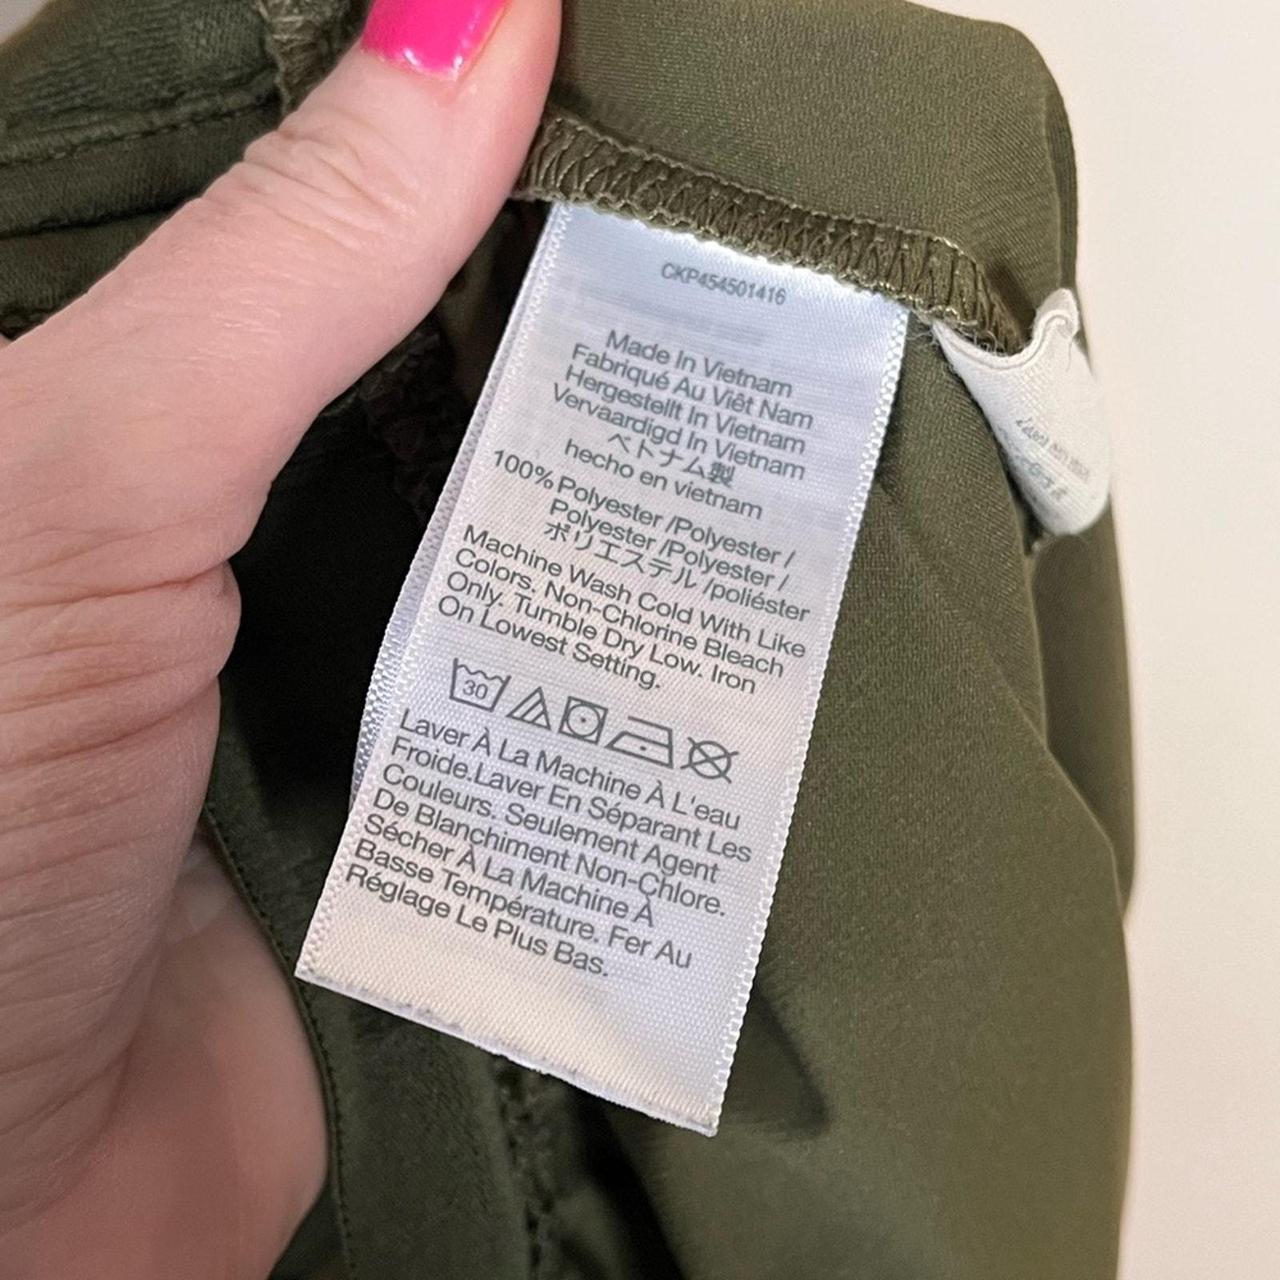 CKP454501416
Made In Vietnam
Fabriqué Au Viêt Nam
Hergestellt In Vietnam
Vervaardigd In Vietnam
ベトナム製
hecho en vietnam
100% Polyester /Polyester /
Polyester /Polyester /
ポリエステル /poliéster
Machine Wash Cold With Like
Colors. Non-Chlorine Bleach
Only. Tumble Dry Low. Iron
On Lowest Setting.
30
Laver À La Machine À L'eau
Froide.Laver En Séparant Les
Couleurs. Seulement Agent
De Blanchiment Non-Chlore.
Sécher À La Machine À
Basse Température. Fer Au
Réglage Le Plus Bas.